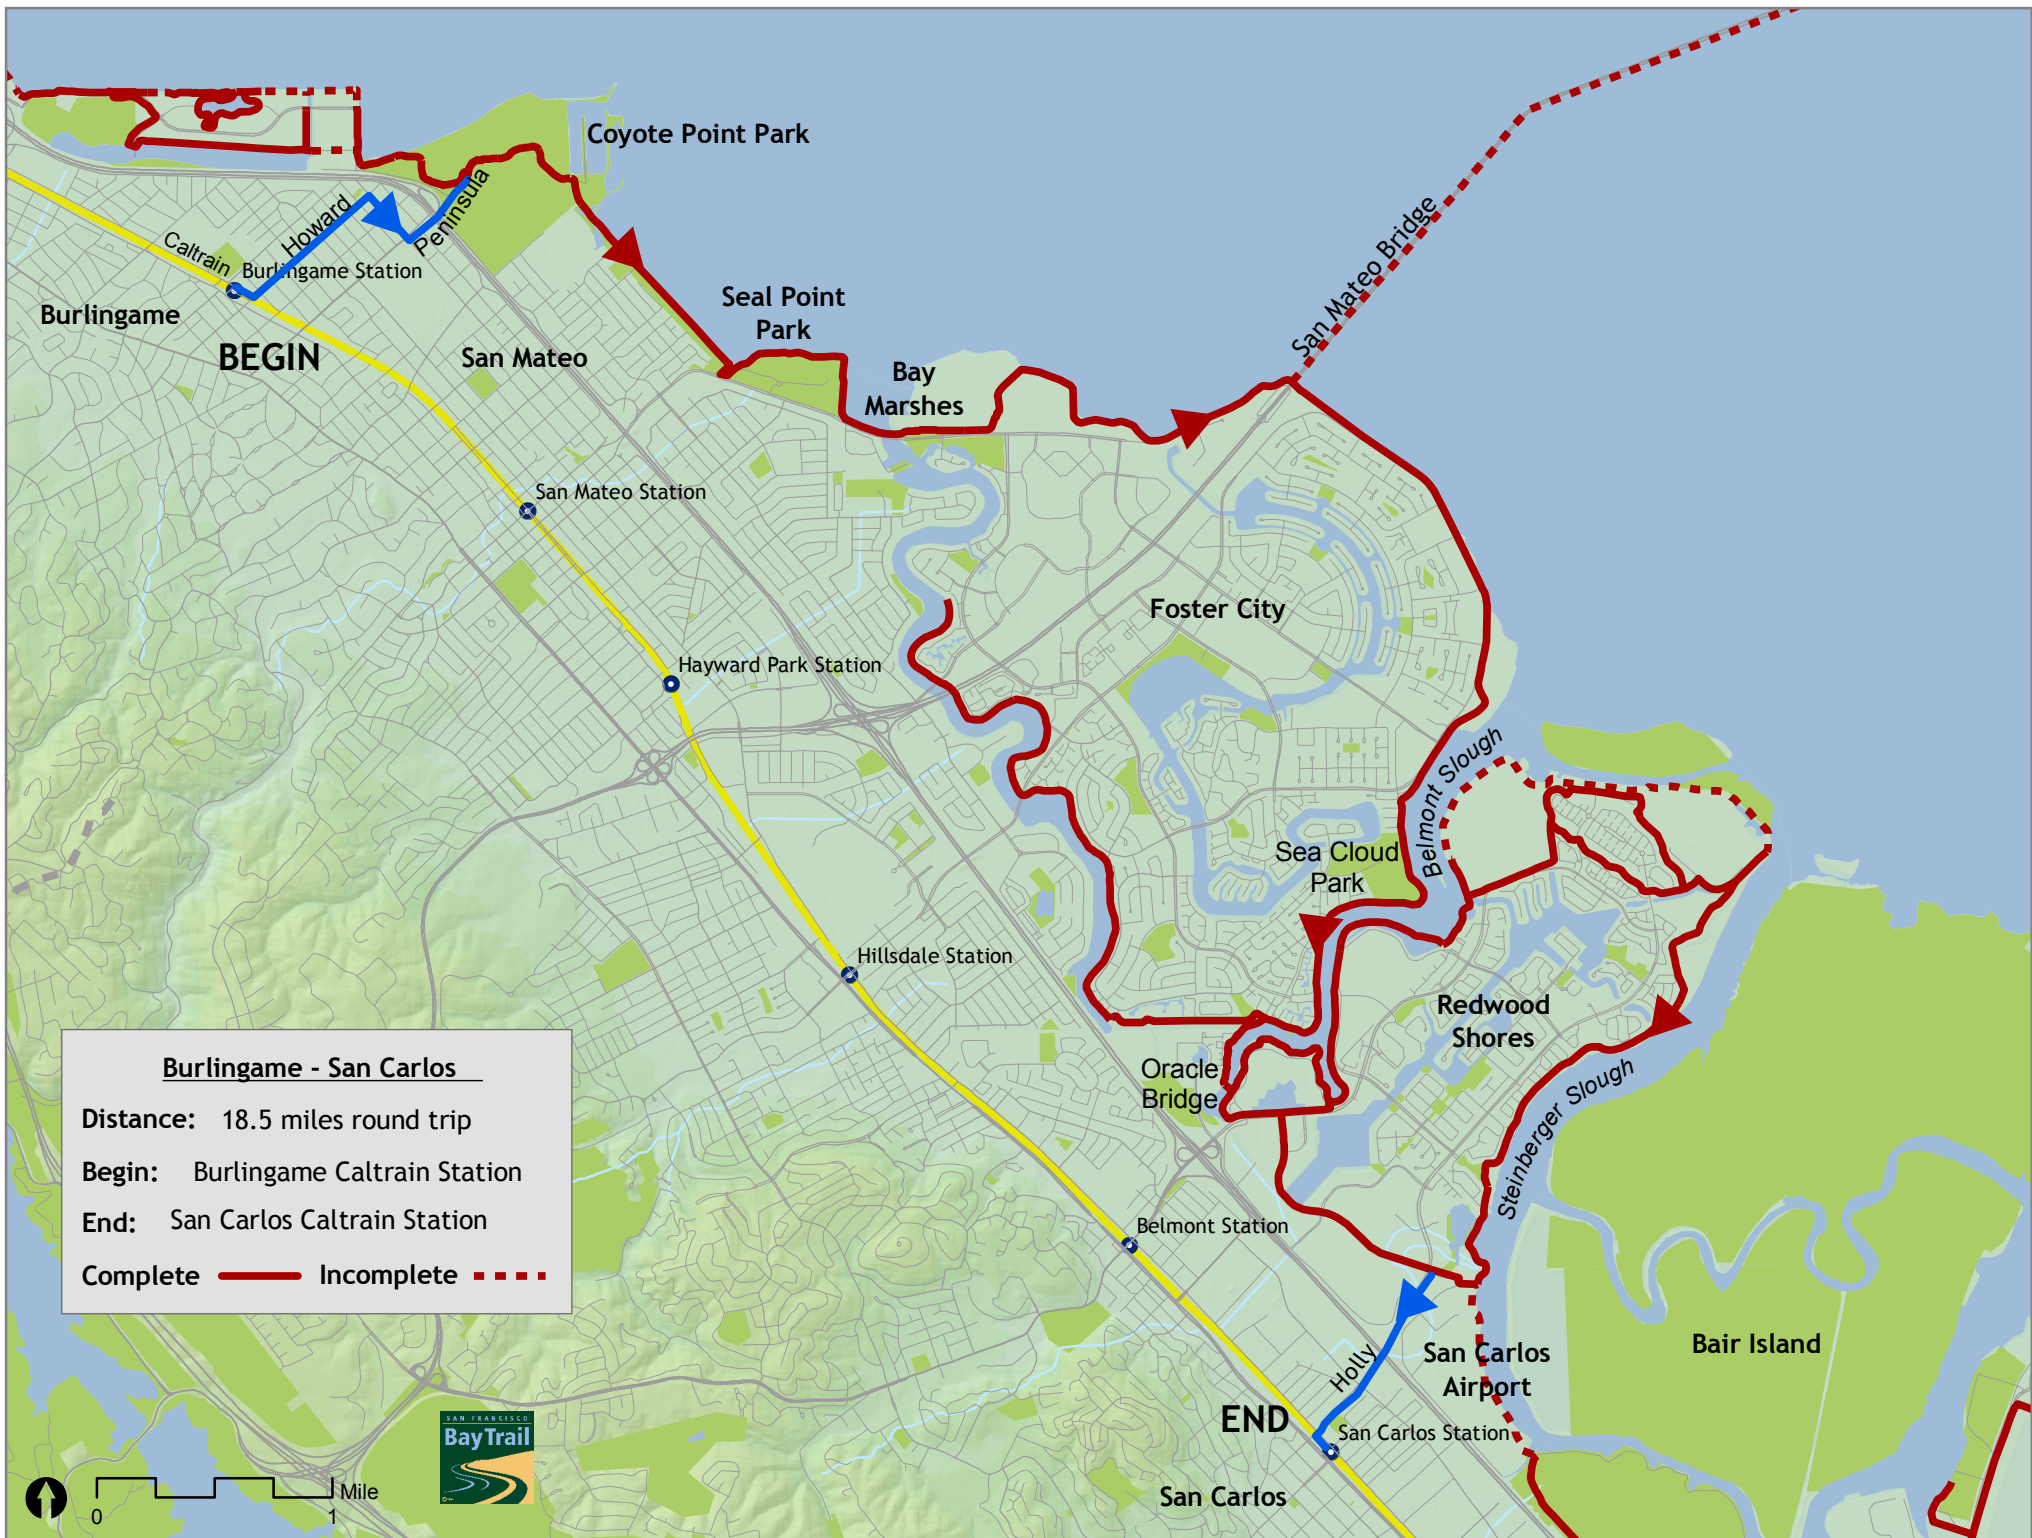 Coyote Point Park
Howard
Peninsula
Caltrain
Burlingame Station
Burlingame
BEGIN
San Mateo
Seal Point
Park
Bay
Marshes
San Mateo Bridge
San Mateo Station
Foster City
Hayward Park Station
Belmont Slough
Sea Cloud
Park
Hillsdale Station
Redwood
Shores
Oracle
Bridge
Steinberger Slough
Belmont Station
Burlingame - San Carlos
Distance: 18.5 miles round trip
Begin: Burlingame Caltrain Station
End: San Carlos Caltrain Station
Complete Incomplete
Holly
San Carlos
Airport
Bair Island
END
San Carlos Station
San Carlos
SAN FRANCISCO
Bay Trail
Mile
0 1